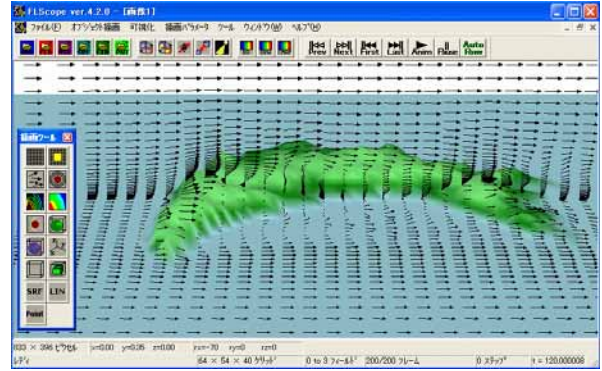 FLScope ver.4.2.0 - [画像1]
ファイル(F) オブジェクト描画 可視化 描画パラメータ ツール ウィンドウ(W) ヘルプ(H)
Prev Next First Last Anim Pause Auto
描画ツール
SRF LIN
Point
833 × 396 ピクセル x=0.00 y=0.35 z=0.00 rx=-70 ry=0 rz=0
レディ 64 × 54 × 40 グリッド 0 to 3 フィールド 200/200 フレーム 0 ステップ t = 120.000008